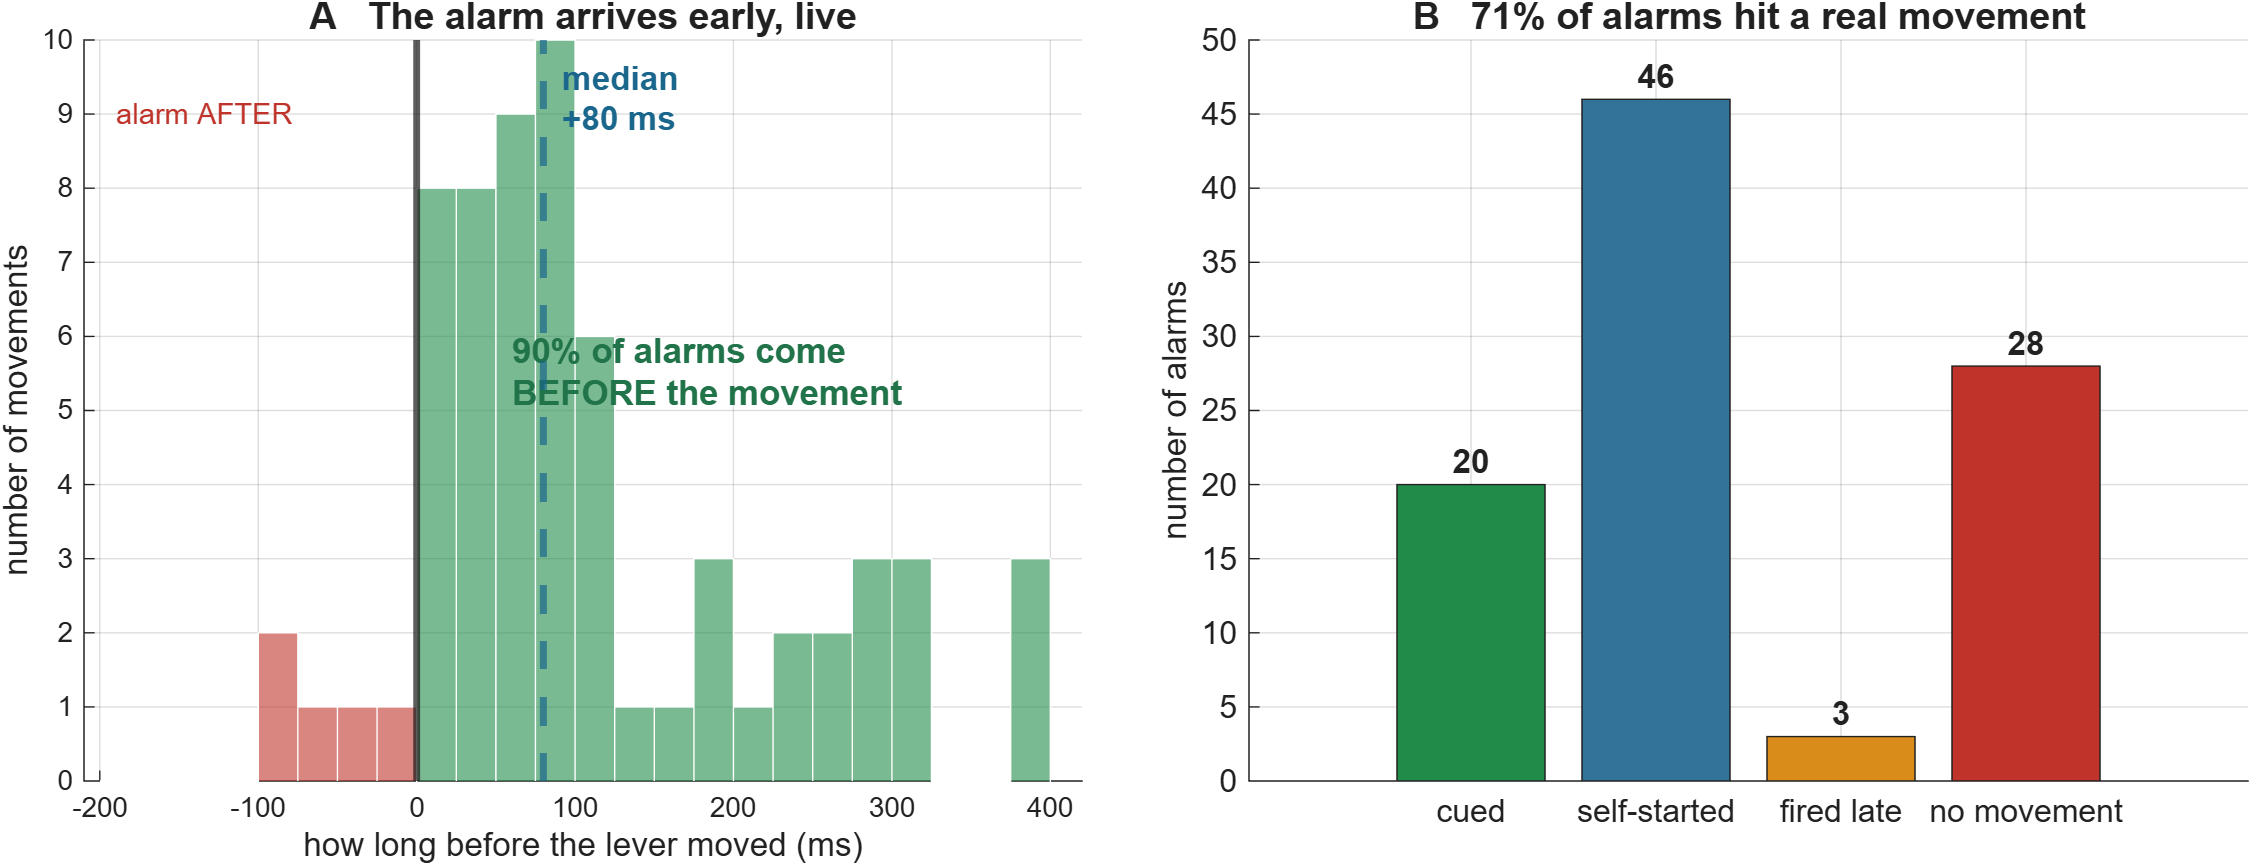 A The alarm arrives early, live
10
9
8
7
6
5
4
3
2
1
0
number of movements
alarm AFTER
median
+80 ms
90% of alarms come
BEFORE the movement
-200 -100 0 100 200 300 400
how long before the lever moved (ms)
B 71% of alarms hit a real movement
50
45
40
35
30
25
20
15
10
5
0
number of alarms
20
46
3
28
cued self-started fired late no movement